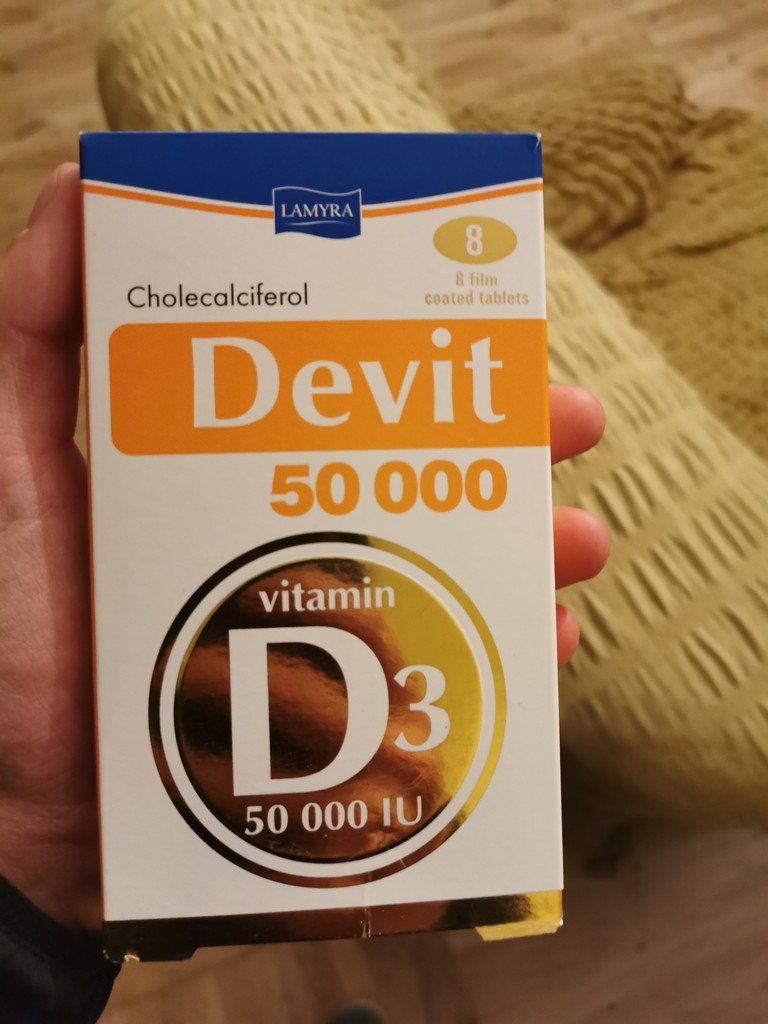 LAMYRA
8
8 film
coated tablets
Cholecalciferol
Devit
50 000
vitamin
D3
50 000 IU